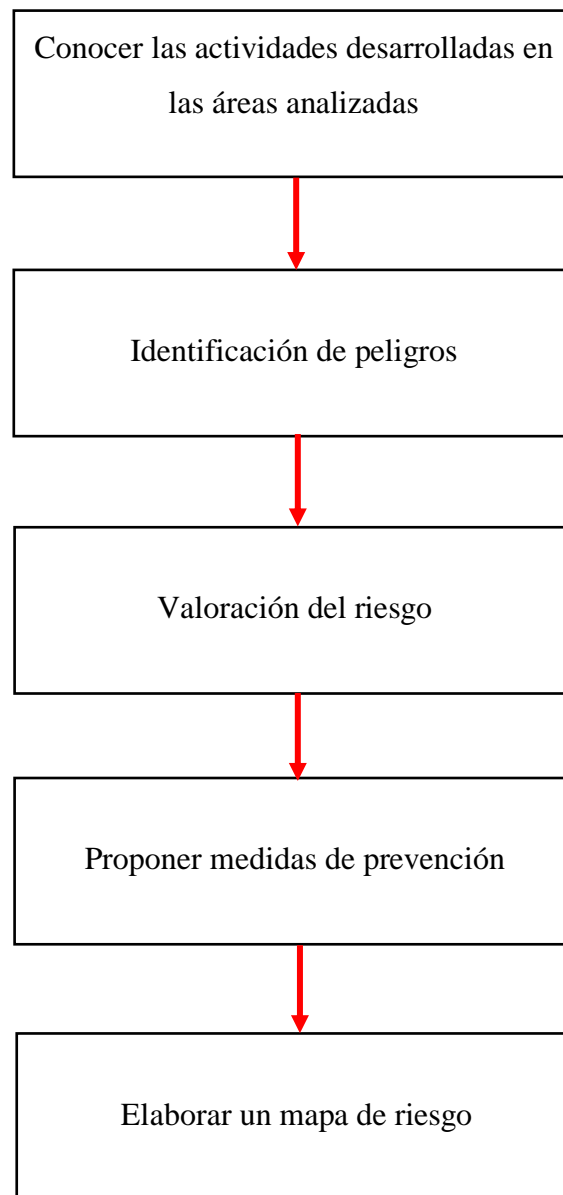 Conocer las actividades desarrolladas en
las áreas analizadas
Identificación de peligros
Valoración del riesgo
Proponer medidas de prevención
Elaborar un mapa de riesgo